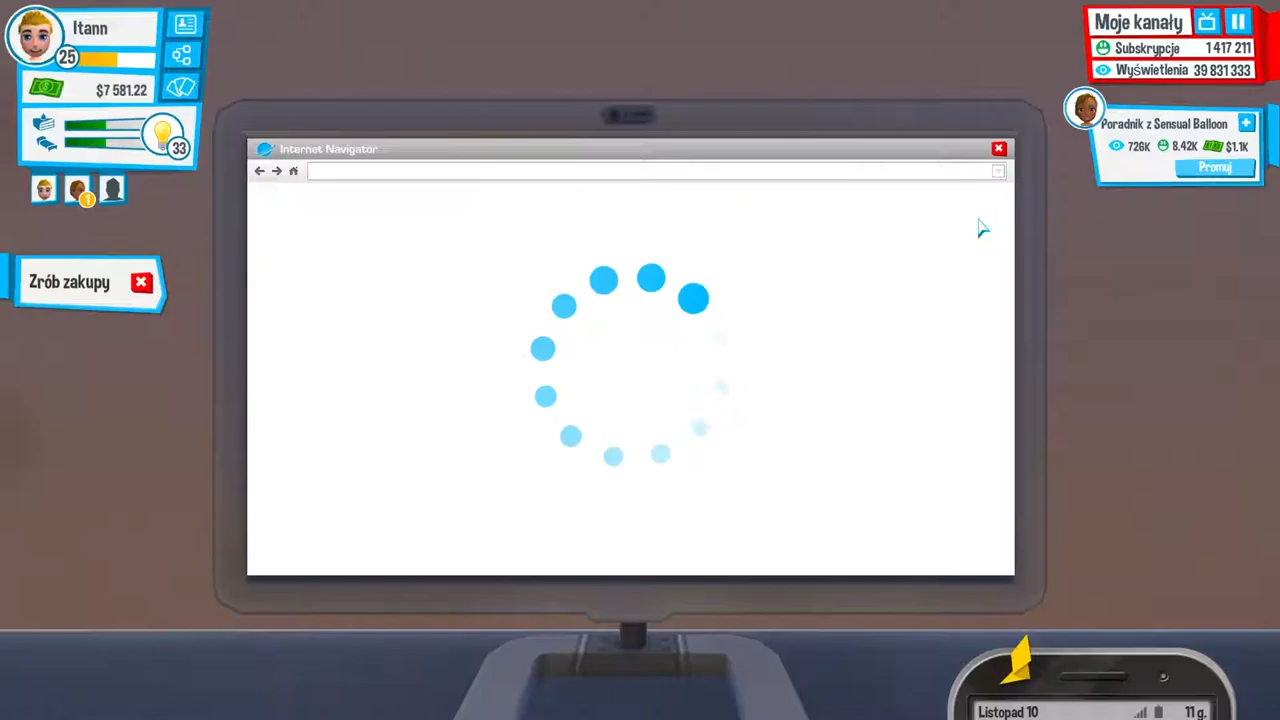 Itann
25
$7 581.22
33
1
Zrób zakupy
Internet Navigator
Moje kanały
Subskrypcje 1 417 211
Wyświetlenia 39 831 333
Poradnik z Sensual Balloon
726K 8.42K $1.1K
Promuj
Listopad 10 11 g.